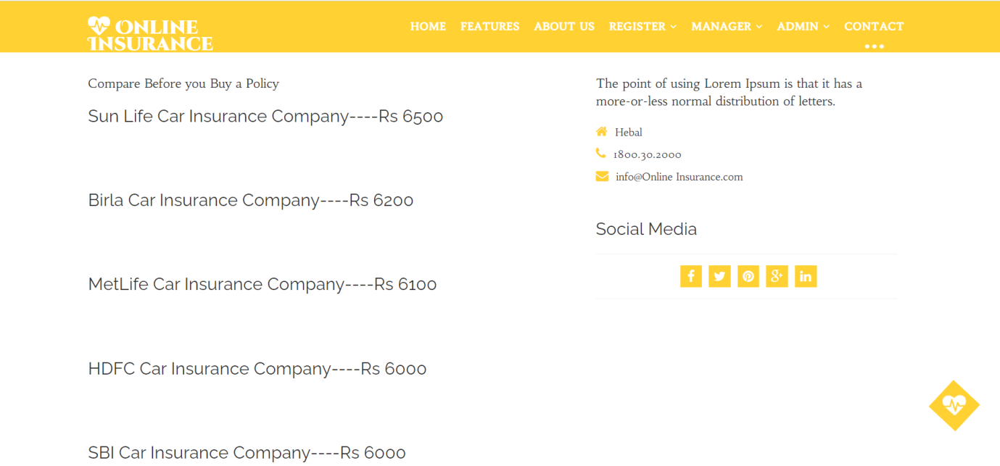 Online
Insurance
HOME FEATURES ABOUT US REGISTER MANAGER ADMIN CONTACT
Compare Before you Buy a Policy
Sun Life Car Insurance Company----Rs 6500
Birla Car Insurance Company----Rs 6200
MetLife Car Insurance Company----Rs 6100
HDFC Car Insurance Company----Rs 6000
SBI Car Insurance Company----Rs 6000
The point of using Lorem Ipsum is that it has a
more-or-less normal distribution of letters.
Hebal
1800.30.2000
info@Online Insurance.com
Social Media